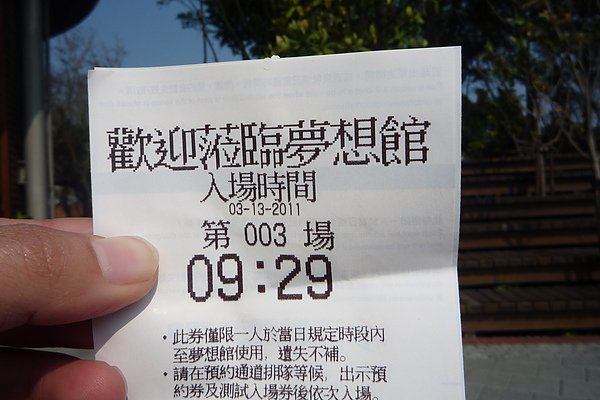 歡迎蒞臨夢想館
入場時間
03-13-2011
第 003 場
09:29
・此券僅限一人於當日規定時段內
至夢想館使用，遺失不補。
・請在預約通道排隊等候，出示預
約券及測試入場券後依次入場。